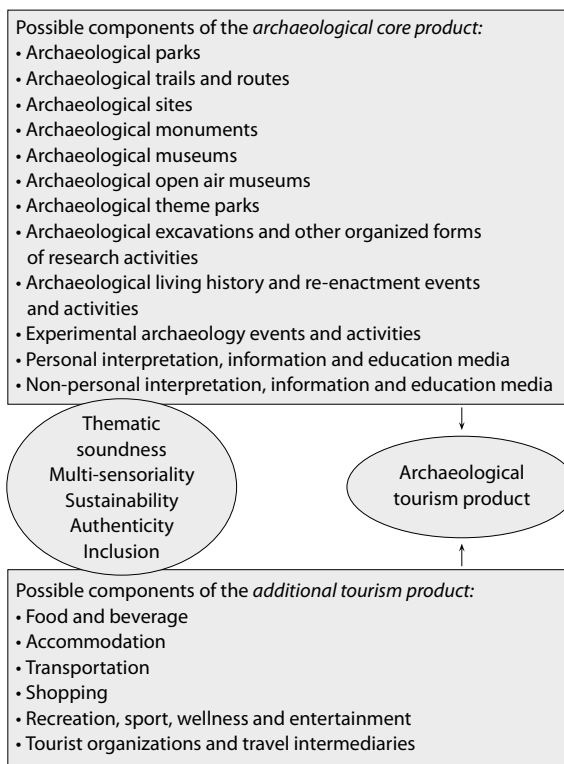 Possible components of the archaeological core product:
• Archaeological parks
• Archaeological trails and routes
• Archaeological sites
• Archaeological monuments
• Archaeological museums
• Archaeological open air museums
• Archaeological theme parks
• Archaeological excavations and other organized forms
of research activities
• Archaeological living history and re-enactment events
and activities
• Experimental archaeology events and activities
• Personal interpretation, information and education media
• Non-personal interpretation, information and education media
Thematic
soundness
Multi-sensoriality
Sustainability
Authenticity
Inclusion
Archaeological
tourism product
Possible components of the additional tourism product:
• Food and beverage
• Accommodation
• Transportation
• Shopping
• Recreation, sport, wellness and entertainment
• Tourist organizations and travel intermediaries